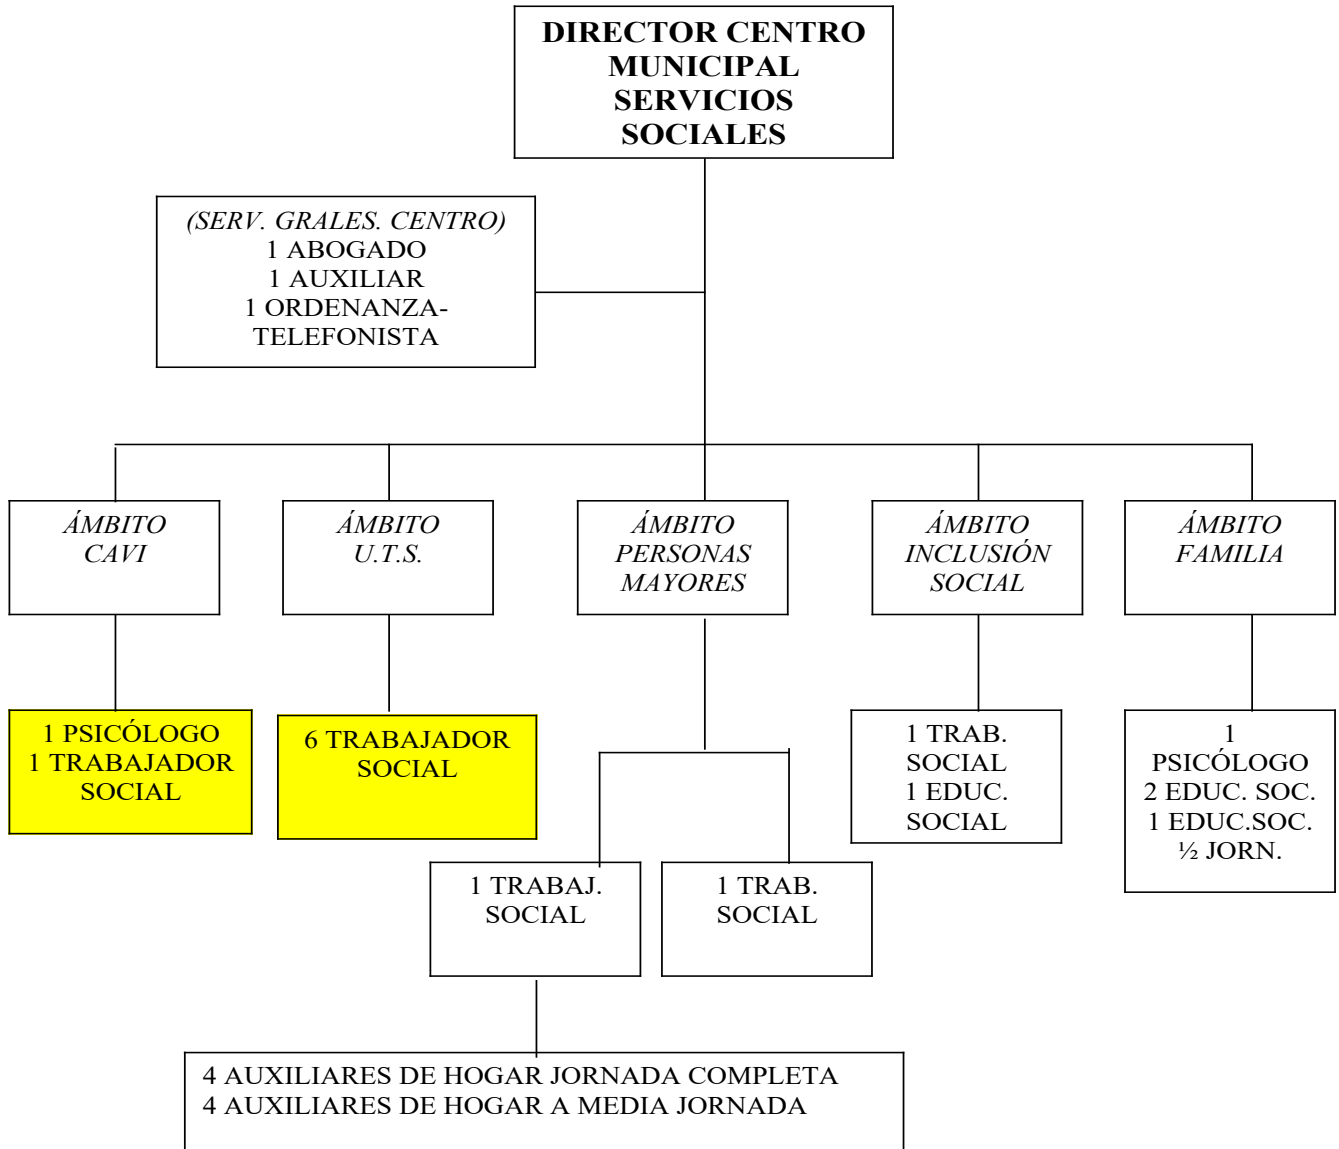 DIRECTOR CENTRO
MUNICIPAL
SERVICIOS
SOCIALES
(SERV. GRALES. CENTRO)
1 ABOGADO
1 AUXILIAR
1 ORDENANZA-
TELEFONISTA
ÁMBITO
CAVI
ÁMBITO
U.T.S.
ÁMBITO
PERSONAS
MAYORES
ÁMBITO
INCLUSIÓN
SOCIAL
ÁMBITO
FAMILIA
1 PSICÓLOGO
1 TRABAJADOR
SOCIAL
6 TRABAJADOR
SOCIAL
1 TRAB.
SOCIAL
1 EDUC.
SOCIAL
1
PSICÓLOGO
2 EDUC. SOC.
1 EDUC.SOC.
½ JORN.
1 TRABAJ.
SOCIAL
1 TRAB.
SOCIAL
4 AUXILIARES DE HOGAR JORNADA COMPLETA
4 AUXILIARES DE HOGAR A MEDIA JORNADA